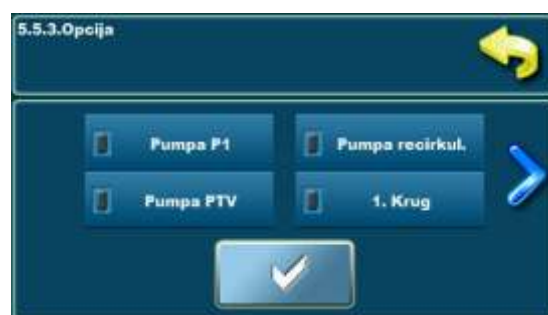 5.5.3.Opcija
Pumpa P1
Pumpa recirkul.
Pumpa PTV
1. Krug